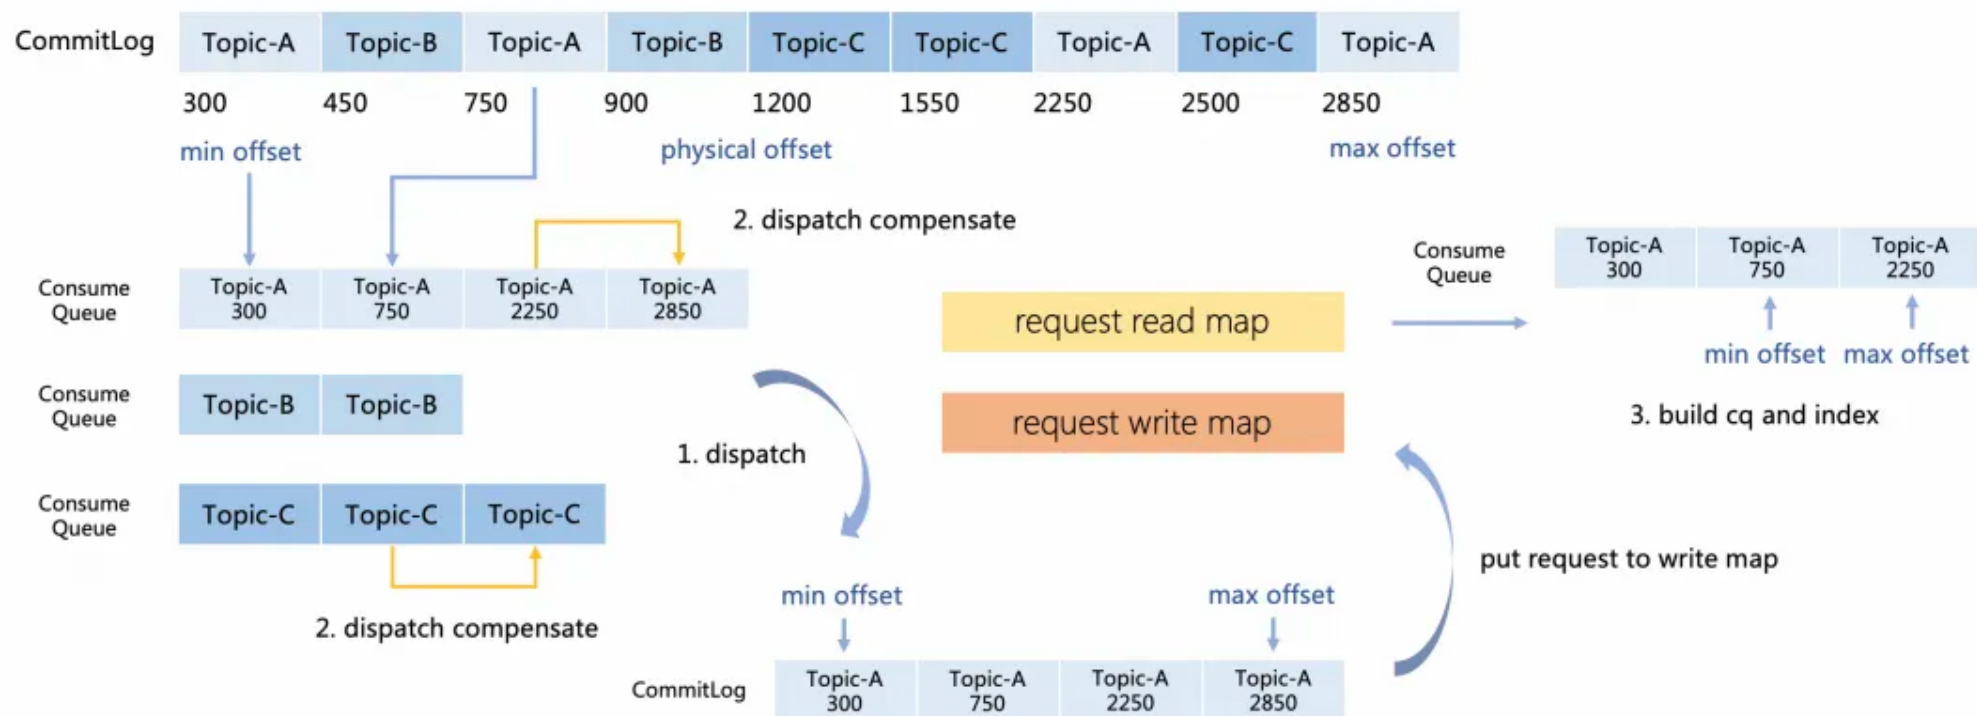 CommitLog Topic-A Topic-B Topic-A Topic-B Topic-C Topic-C Topic-A Topic-C Topic-A
300 450 750 900 1200 1550 2250 2500 2850
min offset physical offset max offset
2. dispatch compensate
Consume
Queue
Topic-A Topic-A Topic-A Topic-A
300 750 2250 2850
Consume
Queue
Topic-B Topic-B
Consume
Queue
Topic-C Topic-C Topic-C
2. dispatch compensate
1. dispatch
request read map
request write map
Consume
Queue
Topic-A Topic-A Topic-A
300 750 2250
min offset max offset
3. build cq and index
put request to write map
min offset max offset
CommitLog
Topic-A Topic-A Topic-A Topic-A
300 750 2250 2850